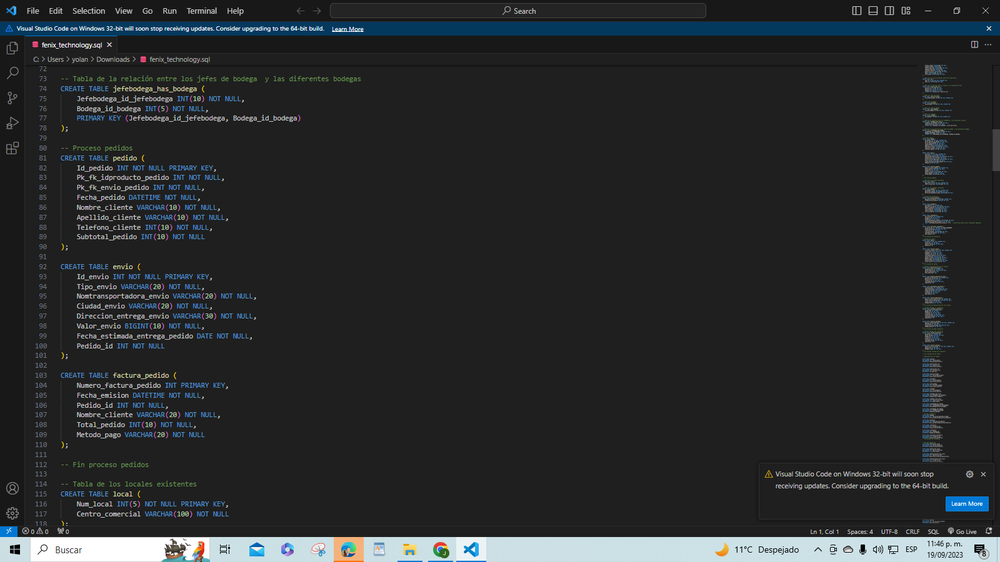 File Edit Selection View Go Run Terminal Help
Search
Visual Studio Code on Windows 32-bit will soon stop receiving updates. Consider upgrading to the 64-bit build. Learn More
fenix_technology.sql
C: > Users > yolan > Downloads > fenix_technology.sql
72
73 -- Tabla de la relación entre los jefes de bodega  y las diferentes bodegas
74 CREATE TABLE jefebodega_has_bodega (
75 Jefebodega_id_jefebodega INT(10) NOT NULL,
76 Bodega_id_bodega INT(5) NOT NULL,
77 PRIMARY KEY (Jefebodega_id_jefebodega, Bodega_id_bodega)
78 );
79
80 -- Proceso pedidos
81 CREATE TABLE pedido (
82 Id_pedido INT NOT NULL PRIMARY KEY,
83 Pk_fk_idproducto_pedido INT NOT NULL,
84 Pk_fk_envio_pedido INT NOT NULL,
85 Fecha_pedido DATETIME NOT NULL,
86 Nombre_cliente VARCHAR(10) NOT NULL,
87 Apellido_cliente VARCHAR(10) NOT NULL,
88 Telefono_cliente INT(10) NOT NULL,
89 Subtotal_pedido INT(10) NOT NULL
90 );
91
92 CREATE TABLE envio (
93 Id_envio INT NOT NULL PRIMARY KEY,
94 Tipo_envio VARCHAR(20) NOT NULL,
95 Nomtransportadora_envio VARCHAR(20) NOT NULL,
96 Ciudad_envio VARCHAR(20) NOT NULL,
97 Direccion_entrega_envio VARCHAR(30) NOT NULL,
98 Valor_envio BIGINT(10) NOT NULL,
99 Fecha_estimada_entrega_pedido DATE NOT NULL,
100 Pedido_id INT NOT NULL
101 );
102
103 CREATE TABLE factura_pedido (
104 Numero_factura_pedido INT PRIMARY KEY,
105 Fecha_emision DATETIME NOT NULL,
106 Pedido_id INT NOT NULL,
107 Nombre_cliente VARCHAR(20) NOT NULL,
108 Total_pedido INT(10) NOT NULL,
109 Metodo_pago VARCHAR(20) NOT NULL
110 );
111
112 -- Fin proceso pedidos
113
114 -- Tabla de los locales existentes
115 CREATE TABLE local (
116 Num_local INT(5) NOT NULL PRIMARY KEY,
117 Centro_comercial VARCHAR(100) NOT NULL
118 );
Visual Studio Code on Windows 32-bit will soon stop
receiving updates. Consider upgrading to the 64-bit build.
Learn More
0 0 0 Ln 1, Col 1 Spaces: 4 UTF-8 CRLF SQL Go Live
Buscar
11°C Despejado
ESP
11:46 p. m.
19/09/2023
8